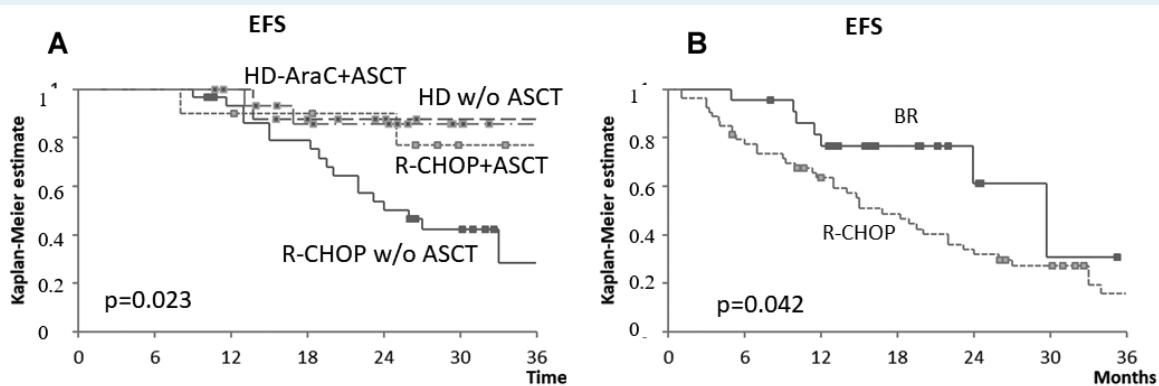 A
EFS
Kaplan-Meier estimate
1
0.8
0.6
0.4
0.2
0
HD-AraC+ASCT
HD w/o ASCT
R-CHOP+ASCT
R-CHOP w/o ASCT
p=0.023
0 6 12 18 24 30 36
Time
B
EFS
Kaplan-Meier estimate
1
0.8
0.6
0.4
0.2
0
BR
R-CHOP
p=0.042
0 6 12 18 24 30 36
Months